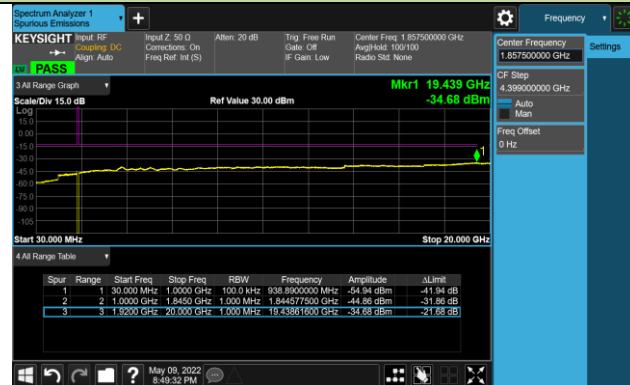 Spectrum Analyzer 1
Spurious Emissions
Frequency
KEYSIGHT
Input: RF
Coupling: DC
Align: Auto
Input Z: 50 Ω
Corrections: On
Freq Ref: Int (S)
Atten: 20 dB
Trig: Free Run
Gate: Off
IF Gain: Low
Center Freq: 1.857500000 GHz
Avg|Hold: 100/100
Radio Std: None
PASS
Center Frequency
1.857500000 GHz
Settings
CF Step
4.399000000 GHz
Auto
Man
Freq Offset
0 Hz
3 All Range Graph
Mkr1 19.439 GHz
Scale/Div 15.0 dB
Ref Value 30.00 dBm
-34.68 dBm
Log
15.0
0.00
-15.0
-30.0
-45.0
-60.0
-75.0
-90.0
-105
1
Start 30.000 MHz
Stop 20.000 GHz
4 All Range Table
Spur Range Start Freq Stop Freq RBW Frequency Amplitude ΔLimit
1 1 30.000 MHz 1.0000 GHz 100.0 kHz 938.8900000 MHz -54.94 dBm -41.94 dB
2 2 1.0000 GHz 1.8450 GHz 1.000 MHz 1.844577500 GHz -44.86 dBm -31.86 dB
3 3 1.9200 GHz 20.000 GHz 1.000 MHz 19.43861600 GHz -34.68 dBm -21.68 dB
?
May 09, 2022
8:49:32 PM